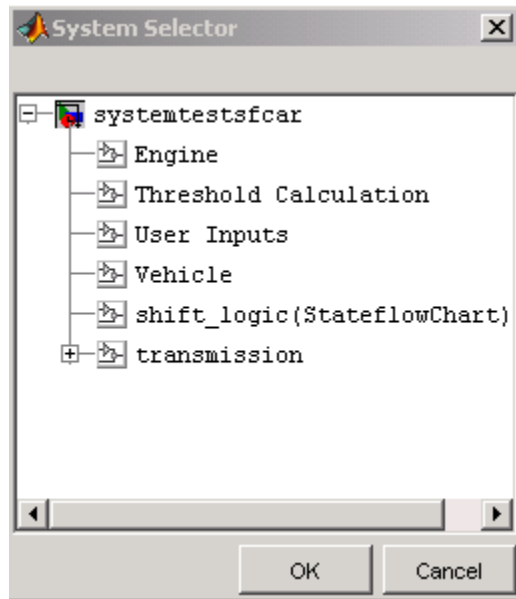 System Selector
systemtestsfcar
Engine
Threshold Calculation
User Inputs
Vehicle
shift_logic(StateflowChart)
transmission
OK Cancel